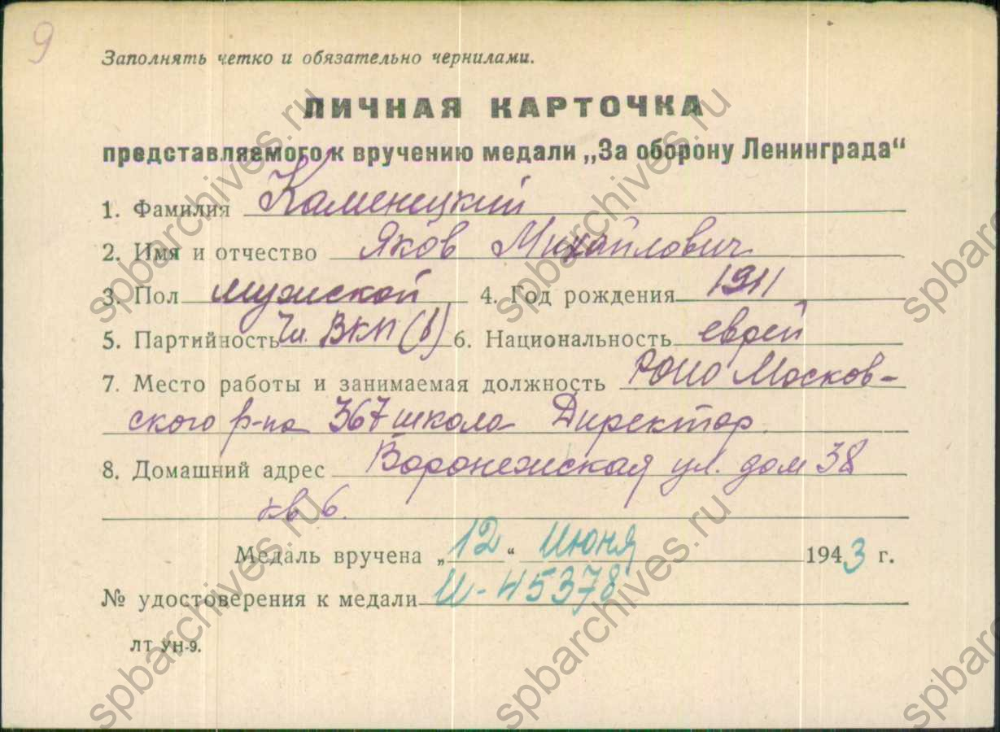 9
Заполнять четко и обязательно чернилами.
ЛИЧНАЯ КАРТОЧКА
представляемого к вручению медали „За оборону Ленинграда“
1. Фамилия Каменецкий
2. Имя и отчество Яков Михайлович
3. Пол мужской 4. Год рождения 1911
5. Партийность Чл. ВКП(б) 6. Национальность еврей
7. Место работы и занимаемая должность РОНО Москов-
ского р-на 367 школа Директор
8. Домашний адрес Воронежская ул. дом 38
кв 6.
Медаль вручена „12“ Июня 1943 г.
№ удостоверения к медали И-45378
ЛТ УН-9.
spbarchives.ru